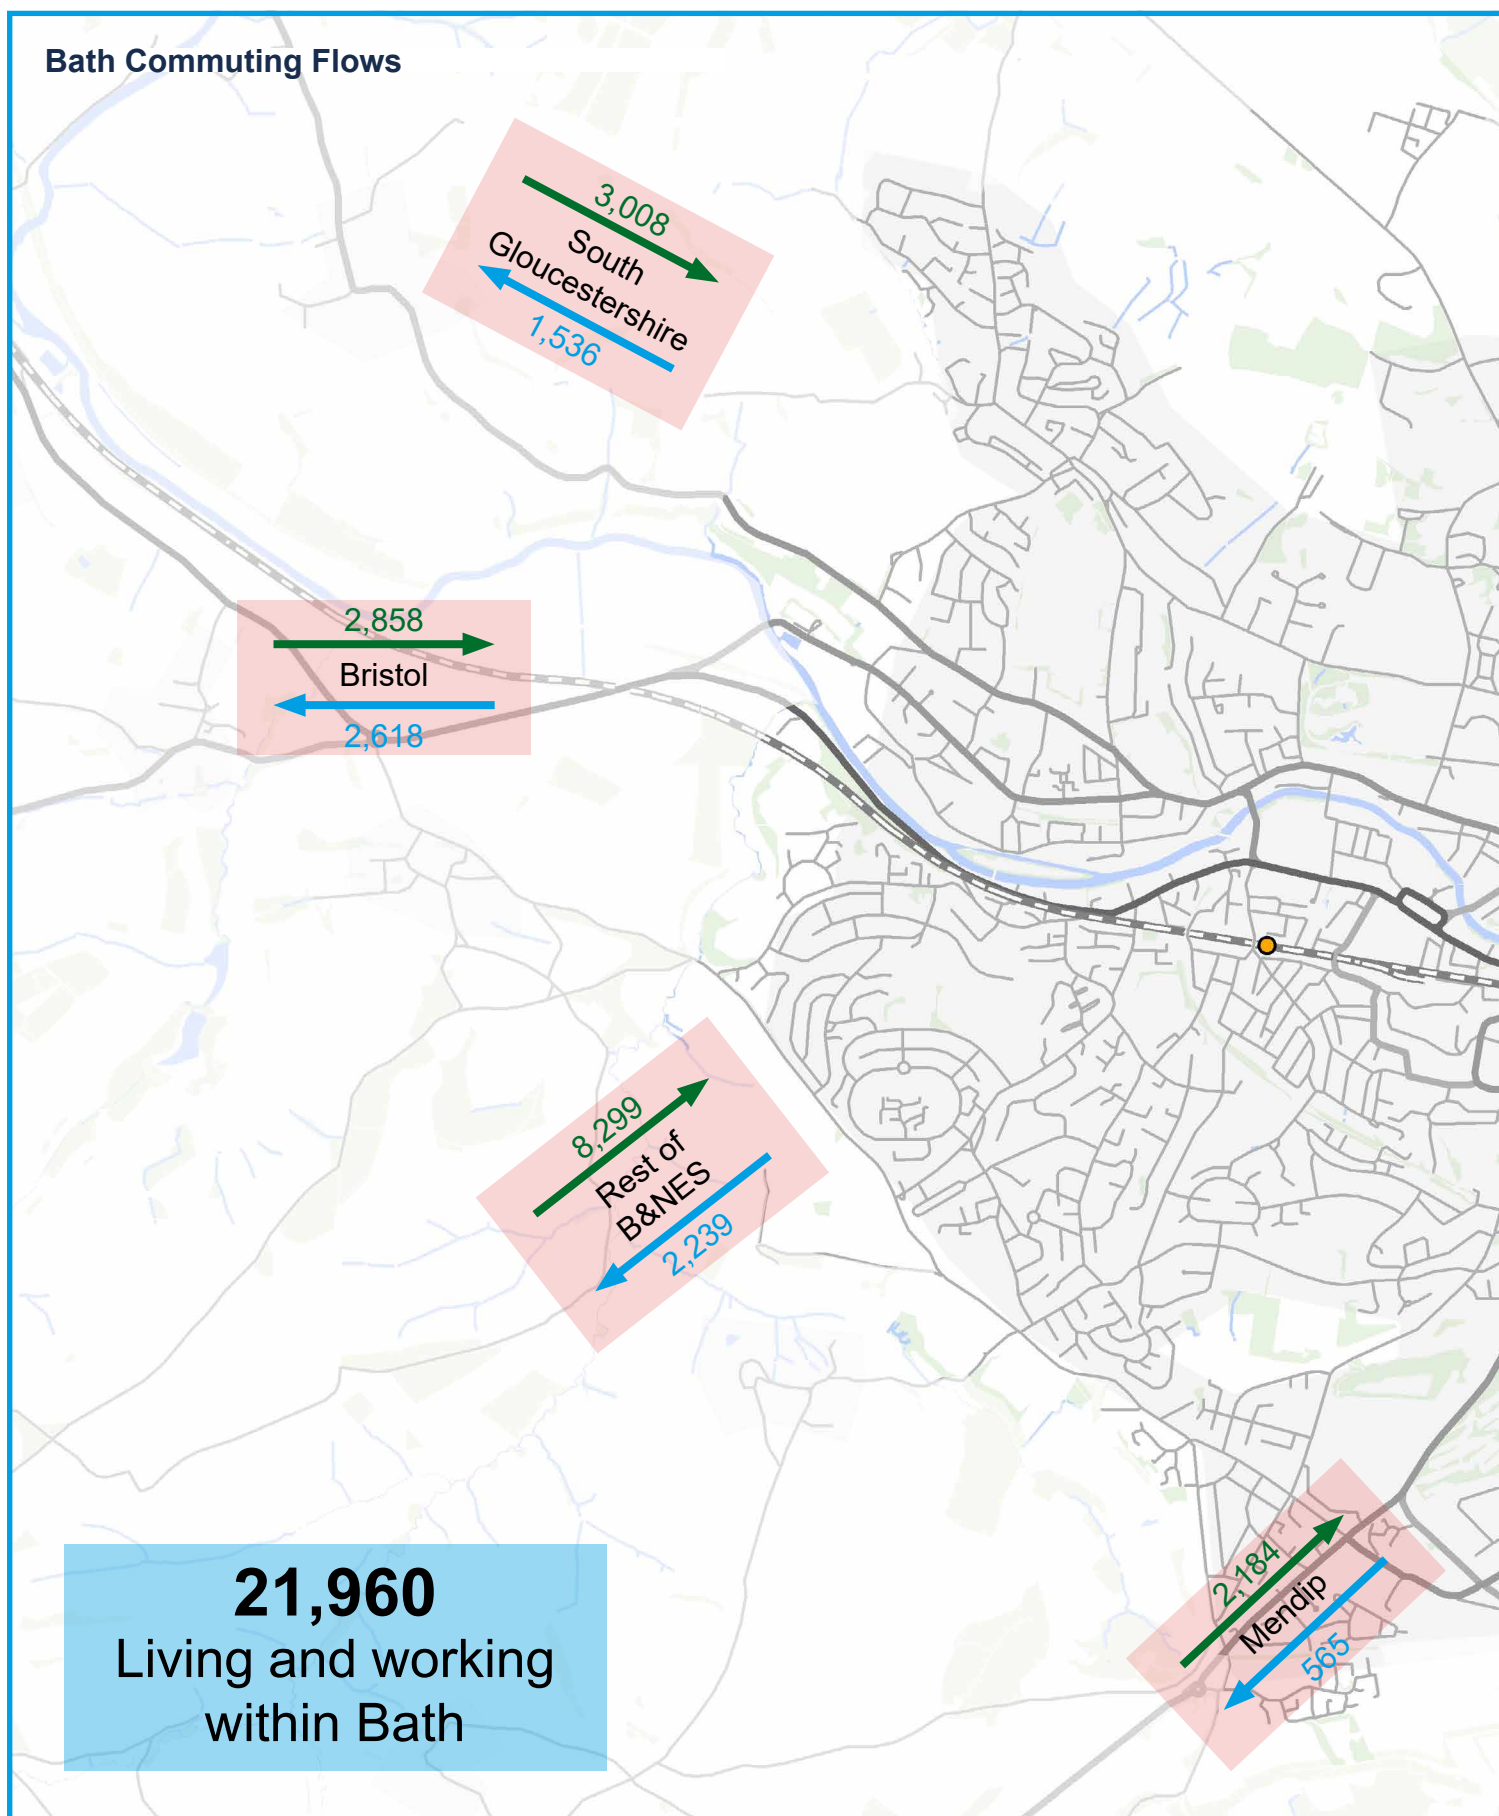 Bath Commuting Flows
3,008
South
Gloucestershire
1,536
2,858
Bristol
2,618
8,299
Rest of
B&NES
2,239
2,184
Mendip
565
21,960
Living and working
within Bath